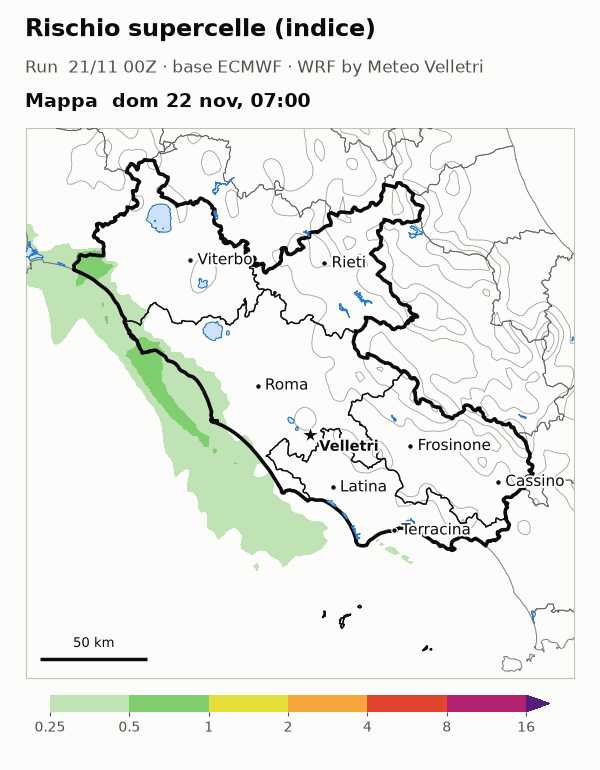 Rischio supercelle (indice)
Run  21/11 00Z · base ECMWF · WRF by Meteo Velletri
Mappa  dom 22 nov, 07:00
Viterbo
Rieti
Roma
Velletri
Frosinone
Cassino
Latina
Terracina
50 km
0.25 0.5 1 2 4 8 16